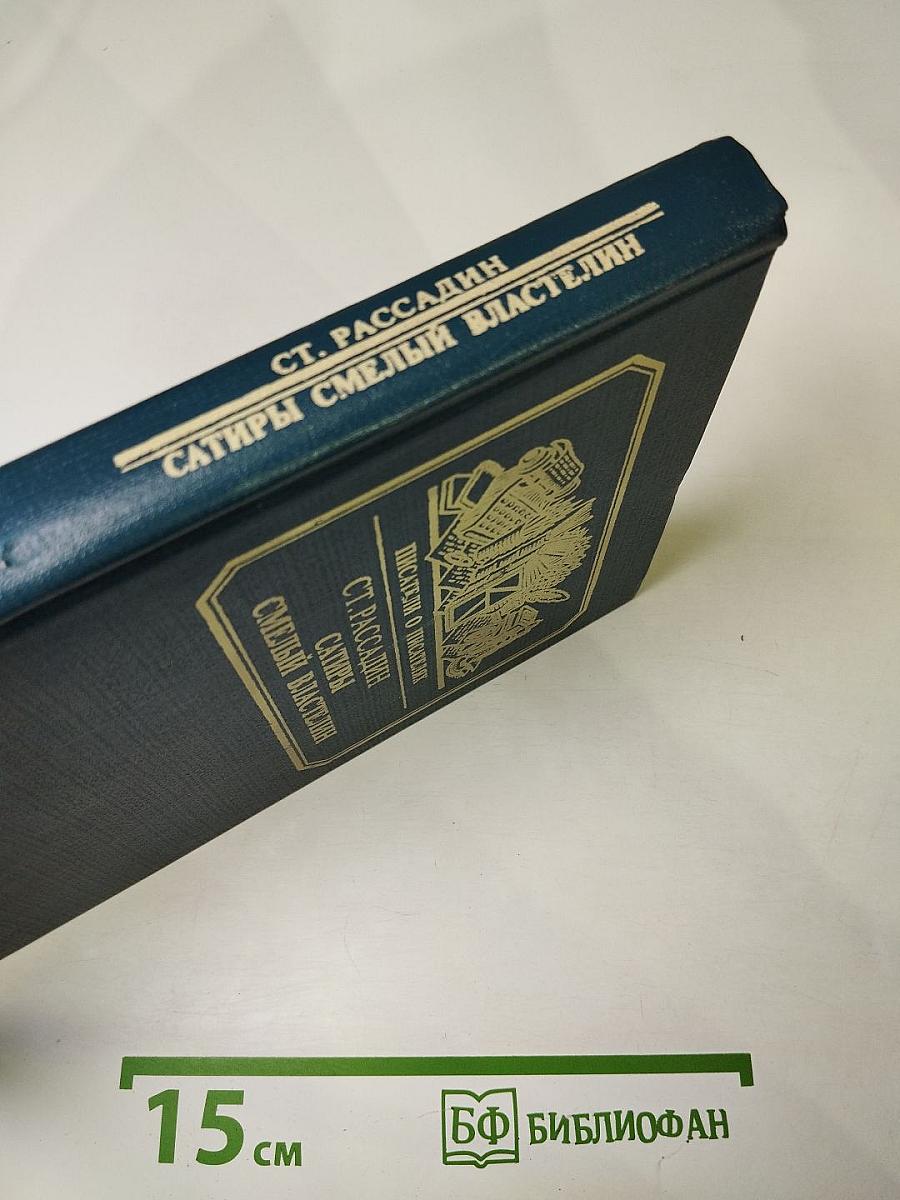 СТ. РАССАДИН
САТИРЫ СМЕЛЫЙ ВЛАСТЕЛИН
ПИСАТЕЛИ О ПИСАТЕЛЯХ
СТ. РАССАДИН
САТИРЫ
СМЕЛЫЙ ВЛАСТЕЛИН
15 см
БФ БИБЛИОФАН